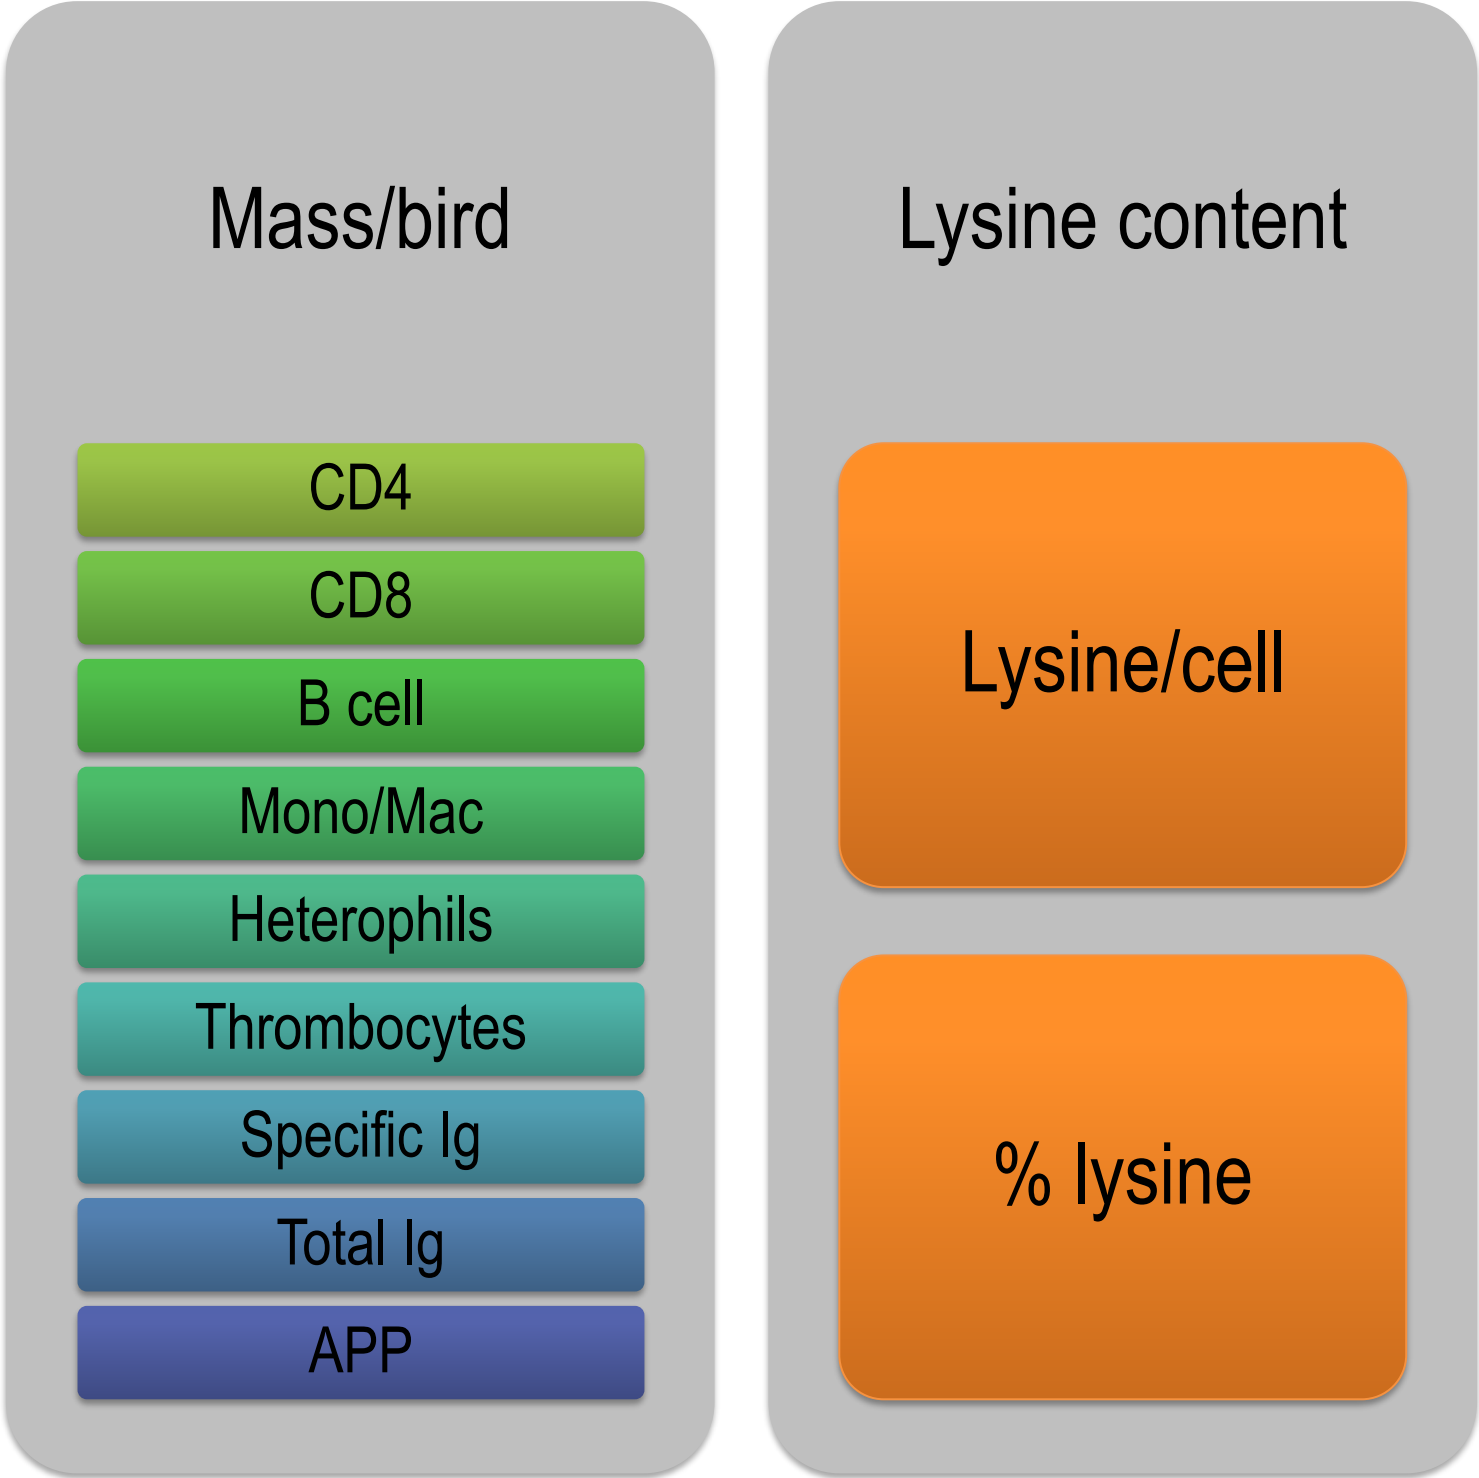 Mass/bird
CD4
CD8
B cell
Mono/Mac
Heterophils
Thrombocytes
Specific Ig
Total Ig
APP
Lysine content
Lysine/cell
% lysine